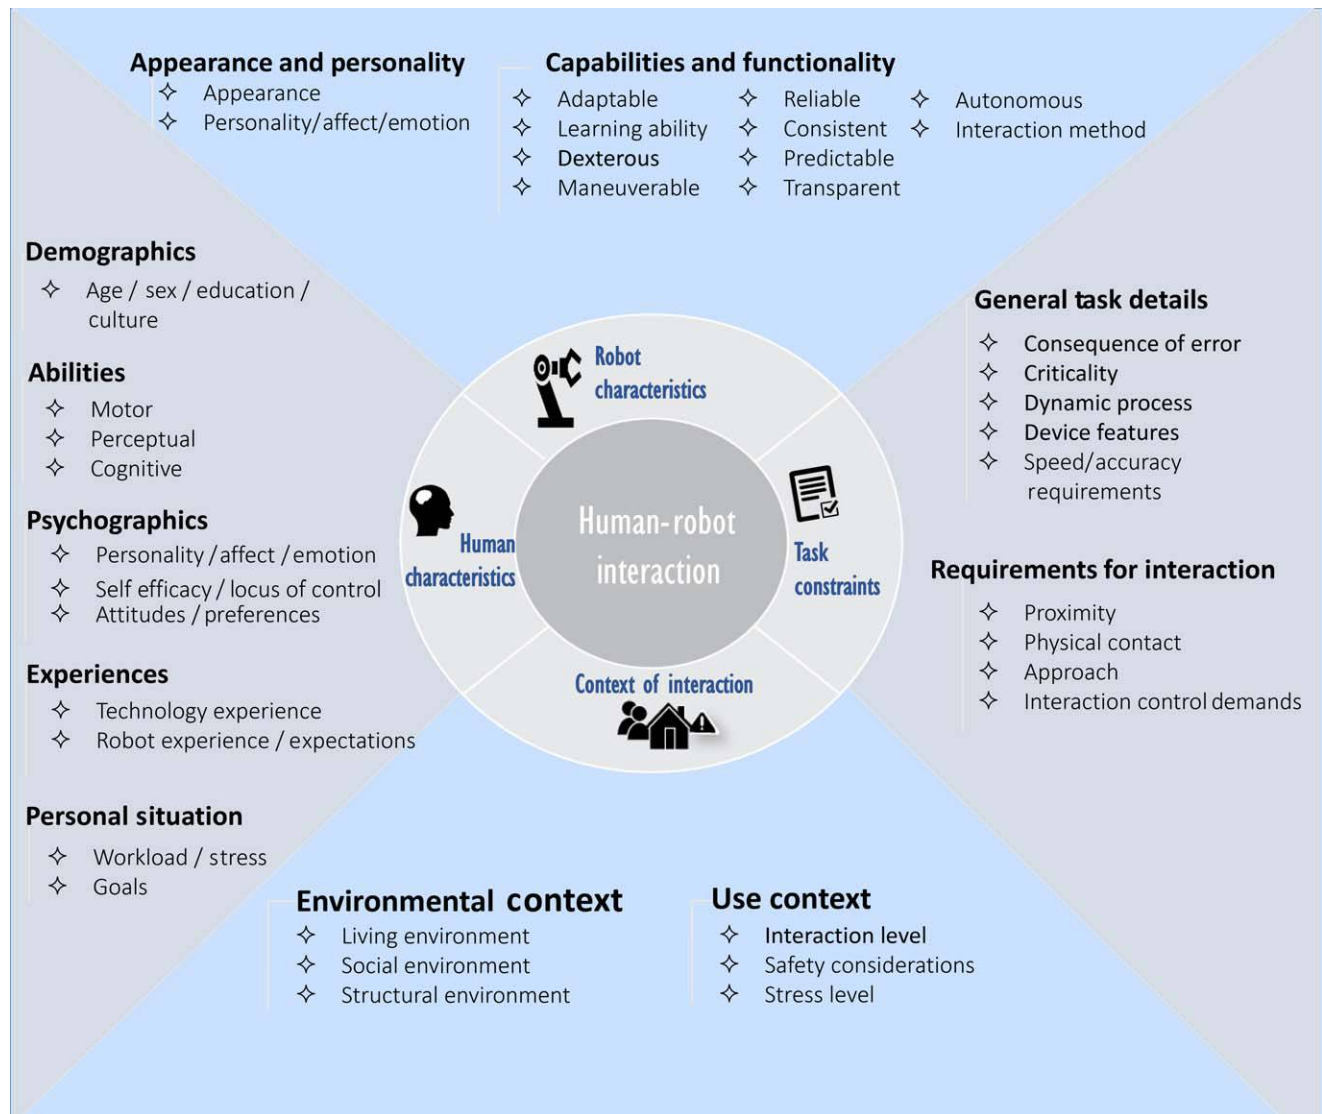 Appearance and personality
✧ Appearance
✧ Personality/affect/emotion
Capabilities and functionality
✧ Adaptable
✧ Learning ability
✧ Dexterous
✧ Maneuverable
✧ Reliable
✧ Consistent
✧ Predictable
✧ Transparent
✧ Autonomous
✧ Interaction method
Demographics
✧ Age / sex / education /
culture
Abilities
✧ Motor
✧ Perceptual
✧ Cognitive
Psychographics
✧ Personality / affect / emotion
✧ Self efficacy / locus of control
✧ Attitudes / preferences
Experiences
✧ Technology experience
✧ Robot experience / expectations
Personal situation
✧ Workload / stress
✧ Goals
Robot
characteristics
Human
characteristics
Human-robot
interaction
Task
constraints
Context of interaction
General task details
✧ Consequence of error
✧ Criticality
✧ Dynamic process
✧ Device features
✧ Speed/accuracy
requirements
Requirements for interaction
✧ Proximity
✧ Physical contact
✧ Approach
✧ Interaction control demands
Environmental context
✧ Living environment
✧ Social environment
✧ Structural environment
Use context
✧ Interaction level
✧ Safety considerations
✧ Stress level